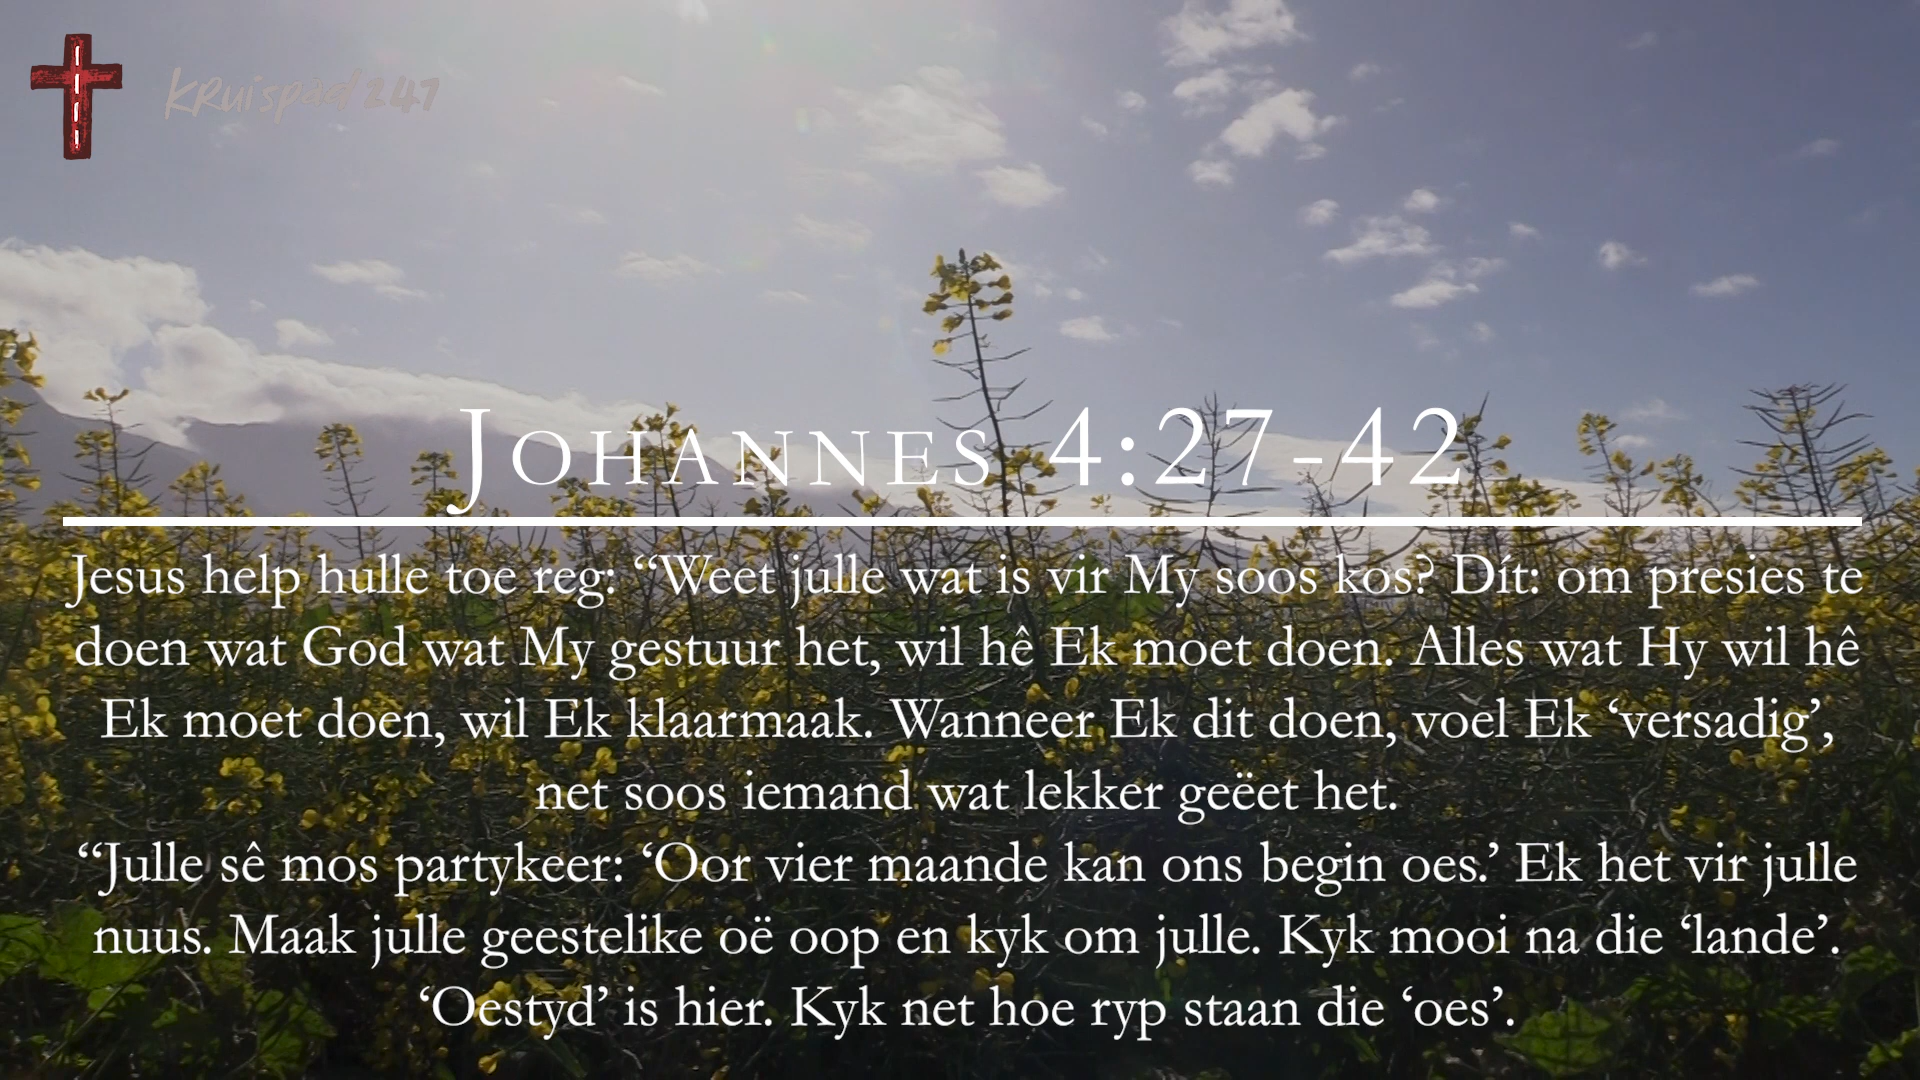 KRuispad 247
JOHANNES 4:27-42
Jesus help hulle toe reg: “Weet julle wat is vir My soos kos? Dít: om presies te
doen wat God wat My gestuur het, wil hê Ek moet doen. Alles wat Hy wil hê
Ek moet doen, wil Ek klaarmaak. Wanneer Ek dit doen, voel Ek ‘versadig’,
net soos iemand wat lekker geëet het.
“Julle sê mos partykeer: ‘Oor vier maande kan ons begin oes.’ Ek het vir julle
nuus. Maak julle geestelike oë oop en kyk om julle. Kyk mooi na die ‘lande’.
‘Oestyd’ is hier. Kyk net hoe ryp staan die ‘oes’.